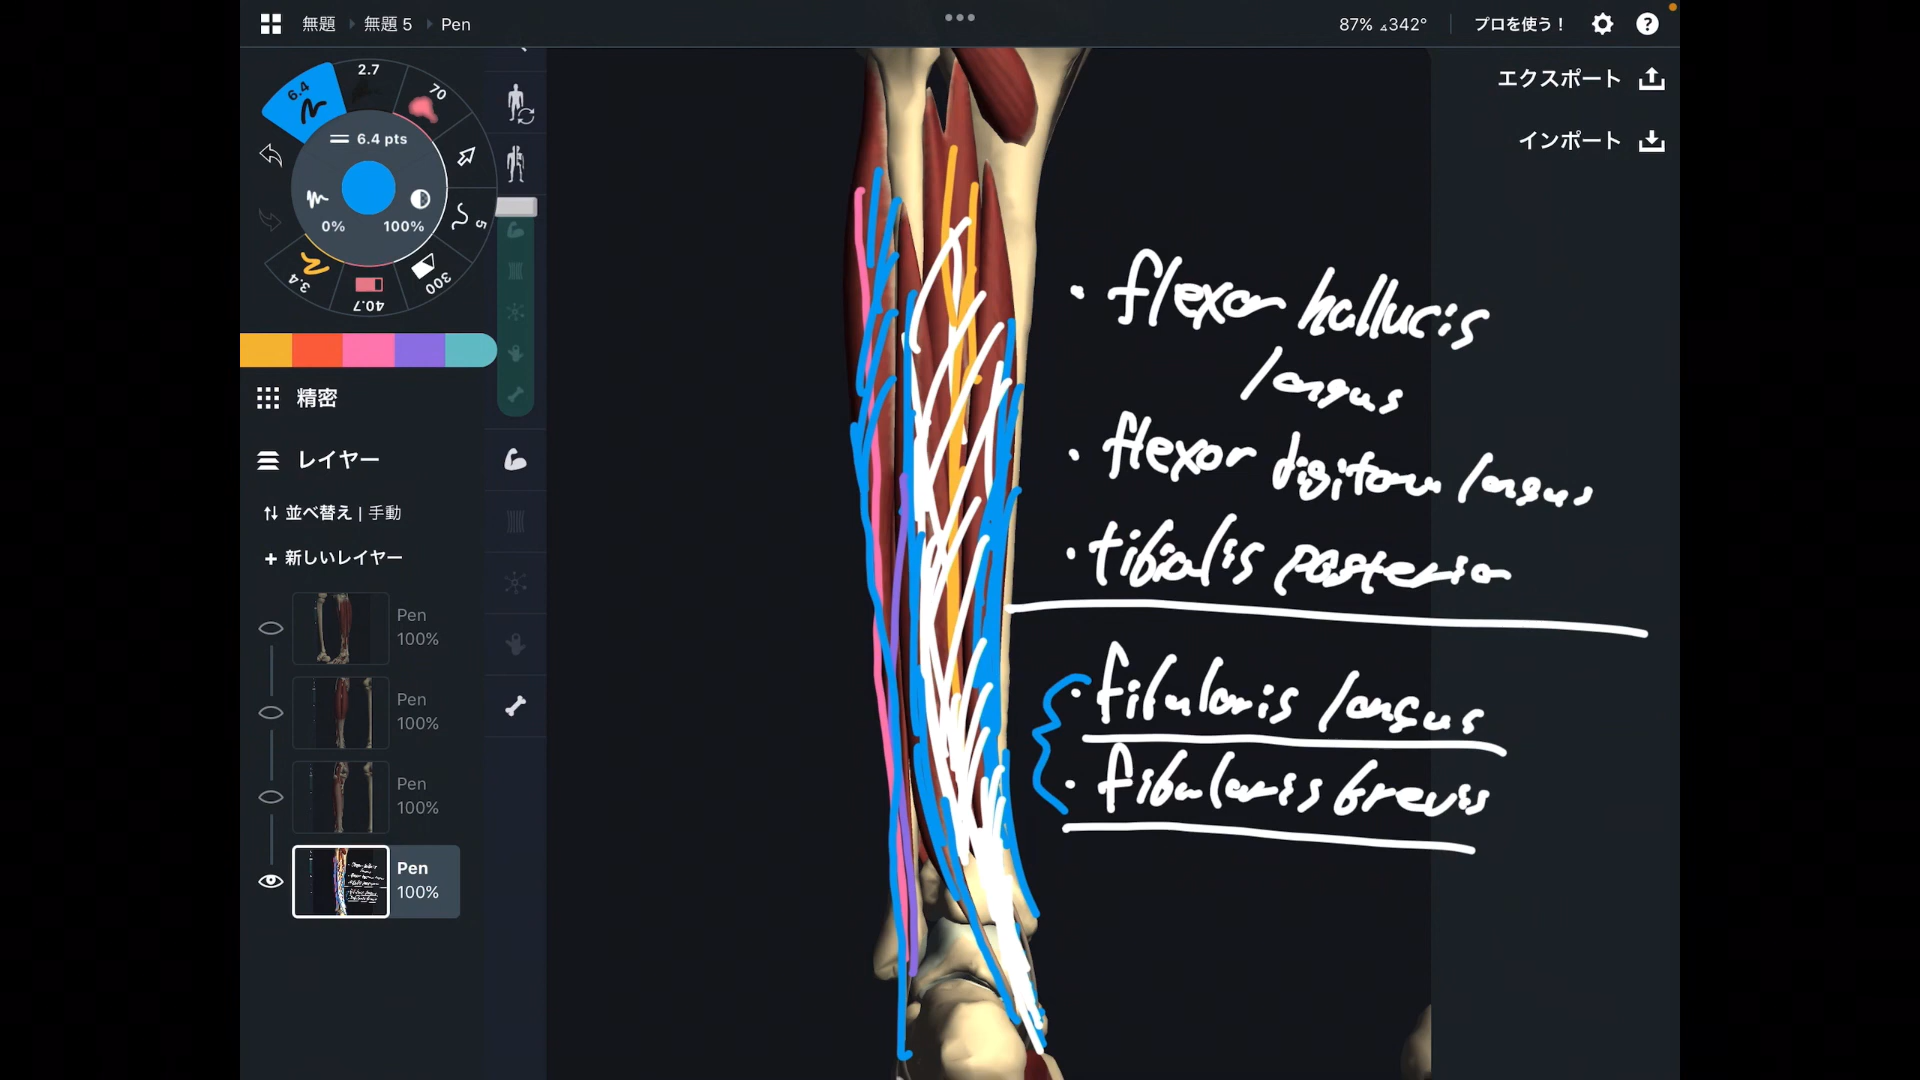 無題 無題 5 Pen
87% ⊿342° プロを使う！
エクスポート
インポート
6.4
2.7
70
6.4 pts
0% 100%
5
300
40.7
3.4
精密
レイヤー
並べ替え | 手動
+ 新しいレイヤー
Pen
100%
Pen
100%
Pen
100%
Pen
100%
・flexor hallucis
longus
・flexor digitorum longus
・tibialis posterior
・fibularis longus
・fibularis brevis